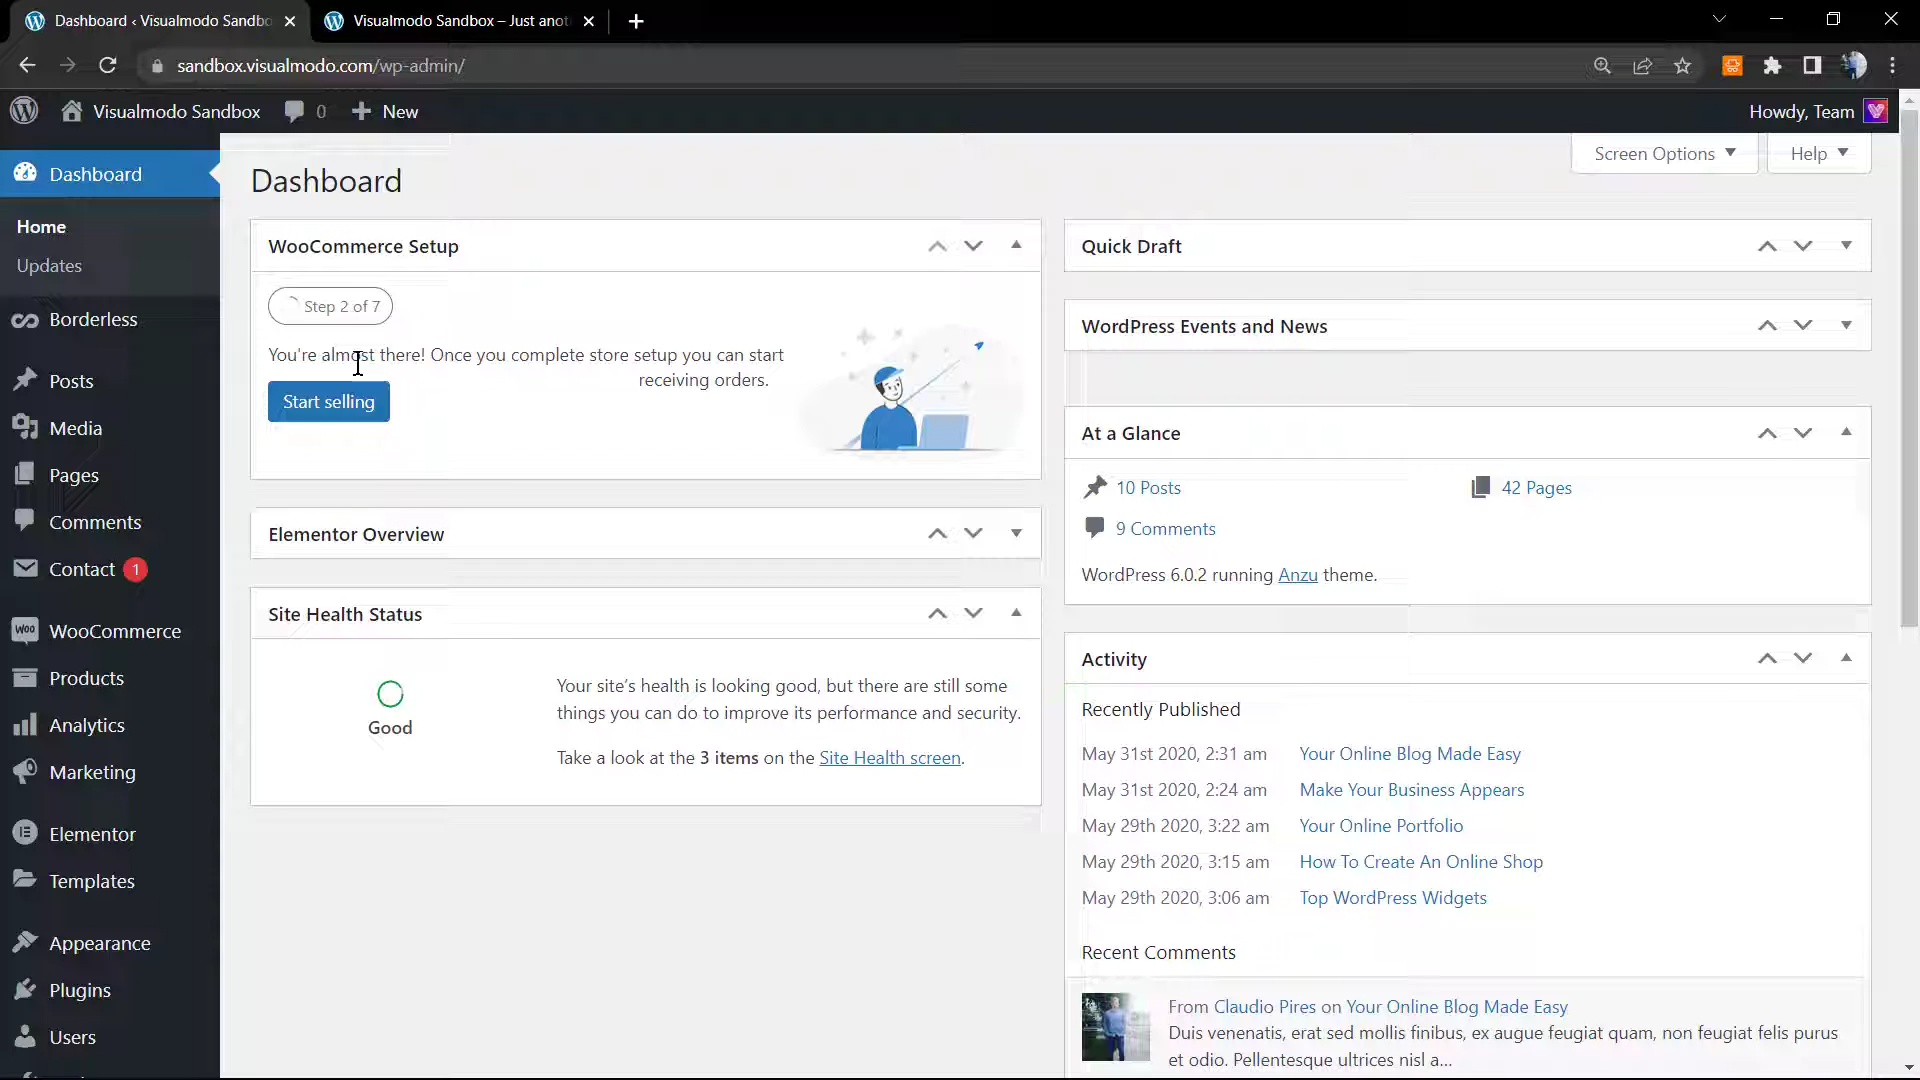 Dashboard ‹ Visualmodo Sandbo
Visualmodo Sandbox – Just anot
sandbox.visualmodo.com/wp-admin/
Visualmodo Sandbox
0
New
Howdy, Team
Screen Options
Help
Dashboard
Home
Updates
Borderless
Posts
Media
Pages
Comments
Contact 1
WooCommerce
Products
Analytics
Marketing
Elementor
Templates
Appearance
Plugins
Users
Dashboard
WooCommerce Setup
Step 2 of 7
You're almost there! Once you complete store setup you can start
receiving orders.
Start selling
Elementor Overview
Site Health Status
Good
Your site's health is looking good, but there are still some
things you can do to improve its performance and security.
Take a look at the 3 items on the Site Health screen.
Quick Draft
WordPress Events and News
At a Glance
10 Posts
42 Pages
9 Comments
WordPress 6.0.2 running Anzu theme.
Activity
Recently Published
May 31st 2020, 2:31 am Your Online Blog Made Easy
May 31st 2020, 2:24 am Make Your Business Appears
May 29th 2020, 3:22 am Your Online Portfolio
May 29th 2020, 3:15 am How To Create An Online Shop
May 29th 2020, 3:06 am Top WordPress Widgets
Recent Comments
From Claudio Pires on Your Online Blog Made Easy
Duis venenatis, erat sed mollis finibus, ex augue feugiat quam, non feugiat felis purus
et odio. Pellentesque ultrices nisl a...